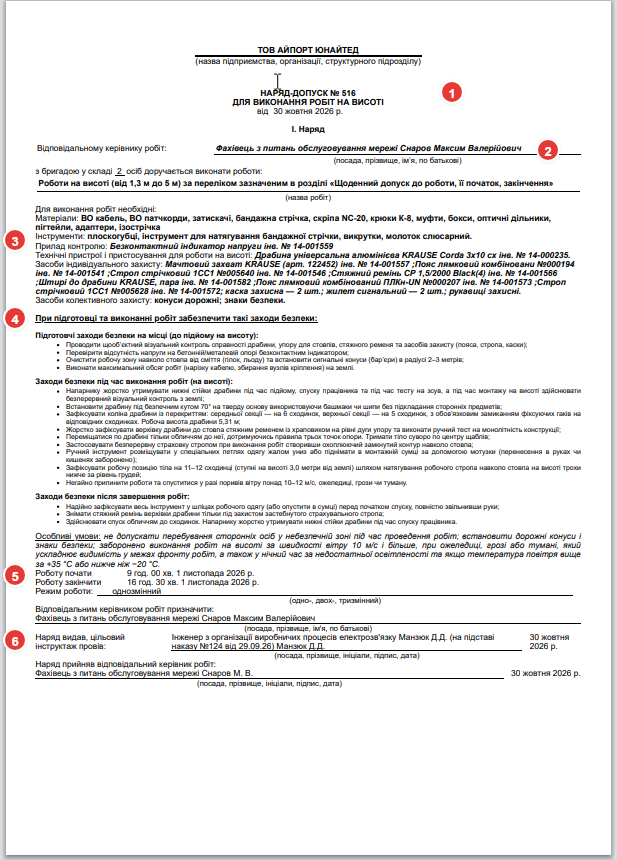 ТОВ АЙПОРТ ЮНАЙТЕД
(назва підприємства, організації, структурного підрозділу)
НАРЯД-ДОПУСК № 516
1
ДЛЯ ВИКОНАННЯ РОБІТ НА ВИСОТІ
від 30 жовтня 2026 р.
І. Наряд
Відповідальному керівнику робіт: Фахівець з питань обслуговування мережі Снаров Максим Валерійович
2
(посада, прізвище, ім'я, по батькові)
з бригадою у складі 2 осіб доручається виконати роботи:
Роботи на висоті (від 1,3 м до 5 м) за переліком зазначеним в розділі «Щоденний допуск до роботи, її початок, закінчення»
(назва робіт)
Для виконання робіт необхідні:
Матеріали: ВО кабель, ВО патчкорди, затискачі, бандажна стрічка, скріпа NC-20, крюки К-8, муфти, бокси, оптичні дільники,
пігтейли, адаптери, ізострічка
3
Інструменти: плоскогубці, інструмент для натягування бандажної стрічки, викрутки, молоток слюсарний.
Прилад контролю: Безконтактний індикатор напруги інв. № 14-001559
Технічні пристрої і пристосування для роботи на висоті: Драбина універсальна алюмінієва KRAUSE Corda 3х10 сх інв. № 14-000235.
Засоби індивідуального захисту: Мачтовий захват KRAUSE (арт. 122452) інв. № 14-001557 ;Пояс лямковий комбіновани №000194
інв. № 14-001541 ;Строп стрічковий 1СС1 №005640 інв. № 14-001546 ;Стяжний ремінь СР 1,5/2000 Black(4) інв. № 14-001566
;Штирі до драбини KRAUSE, пара інв. № 14-001582 ;Пояс лямковий комбінований ПЛКн-UN №000207 інв. № 14-001573 ;Строп
стрічковий 1СС1 №005628 інв. № 14-001572; каска захисна — 2 шт.; жилет сигнальний — 2 шт.; рукавиці захисні.
Засоби колективного захисту: конуси дорожні; знаки безпеки.
4
При підготовці та виконанні робіт забезпечити такі заходи безпеки:
Підготовчі заходи безпеки на місці (до підйому на висоту):
• Проводити щооб'єктний візуальний контроль справності драбини, упору для стовпів, стяжного ременя та засобів захисту (пояса, стропа, каски);
• Перевірити відсутність напруги на бетонній/металевій опорі безконтактним індикатором;
• Очистити робочу зону навколо стовпа від сміття (гілок, льоду) та встановити сигнальні конуси (бар'єри) в радіусі 2–3 метрів;
• Виконати максимальний обсяг робіт (нарізку кабелю, збирання вузлів кріплення) на землі.
Заходи безпеки під час виконання робіт (на висоті):
• Напарнику жорстко утримувати нижні стійки драбини під час підйому, спуску працівника та під час тесту на зсув, а під час монтажу на висоті здійснювати
безперервний візуальний контроль з землі;
• Встановити драбину під безпечним кутом 70° на тверду основу використовуючи башмаки чи шипи без підкладання сторонніх предметів;
• Зафіксувати коліна драбини із перекриттям: середньої секції — на 6 сходинок, верхньої секції — на 5 сходинок, з обов'язковим замиканням фіксуючих гаків на
відповідних сходинках. Робоча висота драбини 5,31 м;
• Жорстко зафіксувати верхівку драбини до стовпа стяжним ременем із храповиком на рівні дуги упору та виконати ручний тест на монолітність конструкції;
• Переміщатися по драбині тільки обличчям до неї, дотримуючись правила трьох точок опори. Тримати тіло суворо по центру щаблів;
• Застосовувати безперервну страховку стропом при виконання робіт створивши охоплюючий замкнутий контур навколо стовпа;
• Ручний інструмент розміщувати у спеціальних петлях одягу жалом униз або піднімати в монтажній сумці за допомогою мотузки (перенесення в руках чи
кишенях заборонено);
• Зафіксувати робочу позицію тіла на 11–12 сходинці (ступні на висоті 3,0 метри від землі) шляхом натягування робочого стропа навколо стовпа на висоті трохи
нижче за рівень грудей;
• Негайно припинити роботи та спуститися у разі поривів вітру понад 10–12 м/с, ожеледиці, грози чи туману.
Заходи безпеки після завершення робіт:
• Надійно зафіксувати весь інструмент у шліцах робочого одягу (або опустити в сумці) перед початком спуску, повністю звільнивши руки;
• Знімати стяжний ремінь верхівки драбини тільки під захистом застебнутого страхувального стропа;
• Здійснювати спуск обличчям до сходинок. Напарнику жорстко утримувати нижні стійки драбини під час спуску працівника.
Особливі умови: не допускати перебування сторонніх осіб у небезпечній зоні під час проведення робіт; встановити дорожні конуси і
знаки безпеки; заборонено виконання робіт на висоті за швидкості вітру 10 м/с і більше, при ожеледиці, грозі або тумані, який
ускладнює видимість у межах фронту робіт, а також у нічний час за недостатньої освітленості та якщо температура повітря вище
за +35 °С або нижче ніж −20 °С.
5
Роботу почати 9 год. 00 хв. 1 листопада 2026 р.
Роботу закінчити 16 год. 30 хв. 1 листопада 2026 р.
Режим роботи: однозмінний
(одно-, двох-, тризмінний)
Відповідальним керівником робіт призначити:
Фахівець з питань обслуговування мережі Снаров Максим Валерійович
(посада, прізвище, ім'я, по батькові)
6
Наряд видав, цільовий Інженер з організації виробничих процесів електрозв'язку Манзюк Д.Д. (на підставі 30 жовтня
інструктаж провів: наказу №124 від 29.09.26) Манзюк Д.Д. 2026 р.
(посада, прізвище, ініціали, підпис, дата)
Наряд прийняв відповідальний керівник робіт:
Фахівець з питань обслуговування мережі Снаров М. В. 30 жовтня 2026 р.
(посада, прізвище, ініціали, підпис, дата)